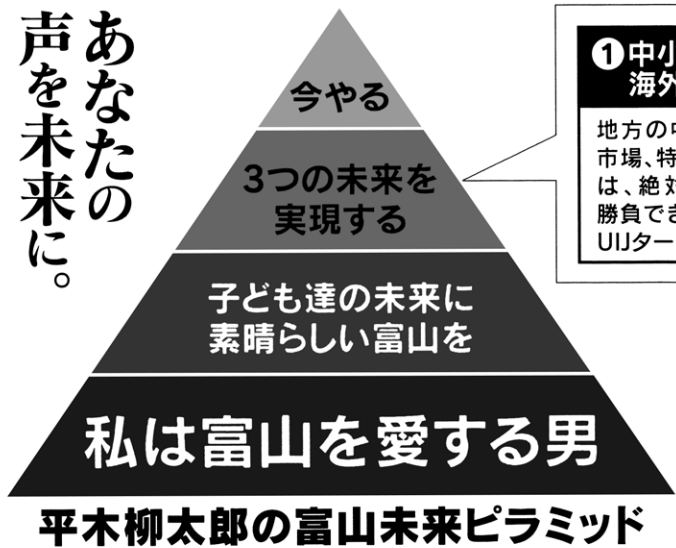 あなたの
声を未来に。
今やる
3つの未来を
実現する
子ども達の未来に
素晴らしい富山を
私は富山を愛する男
平木柳太郎の富山未来ピラミッド
❶中小
海外
地方の
市場、特
は、絶対
勝負でき
UIJター